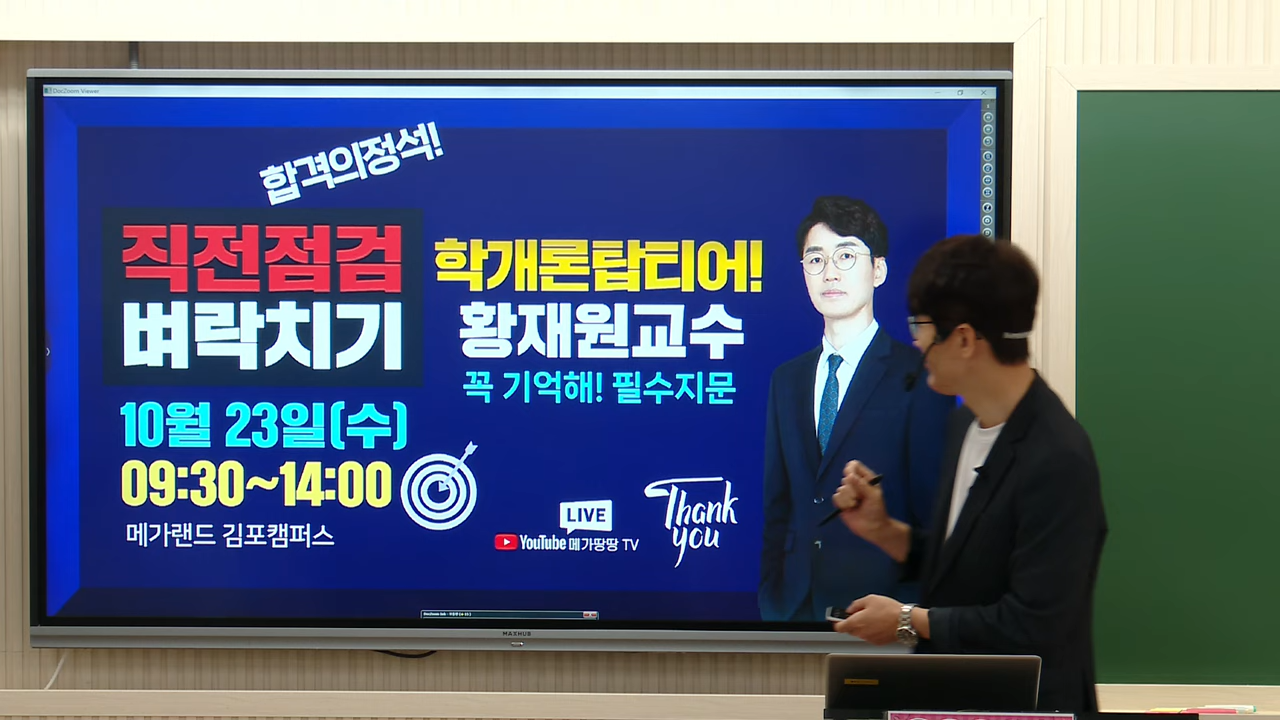 DocZoom Viewer
합격의정석!
직전점검
벼락치기
10월 23일(수)
09:30~14:00
메가랜드 김포캠퍼스
학개론탑티어!
황재원교수
꼭 기억해! 필수지문
LIVE
YouTube 메가땅땅 TV
Thank
you
MAXHUB